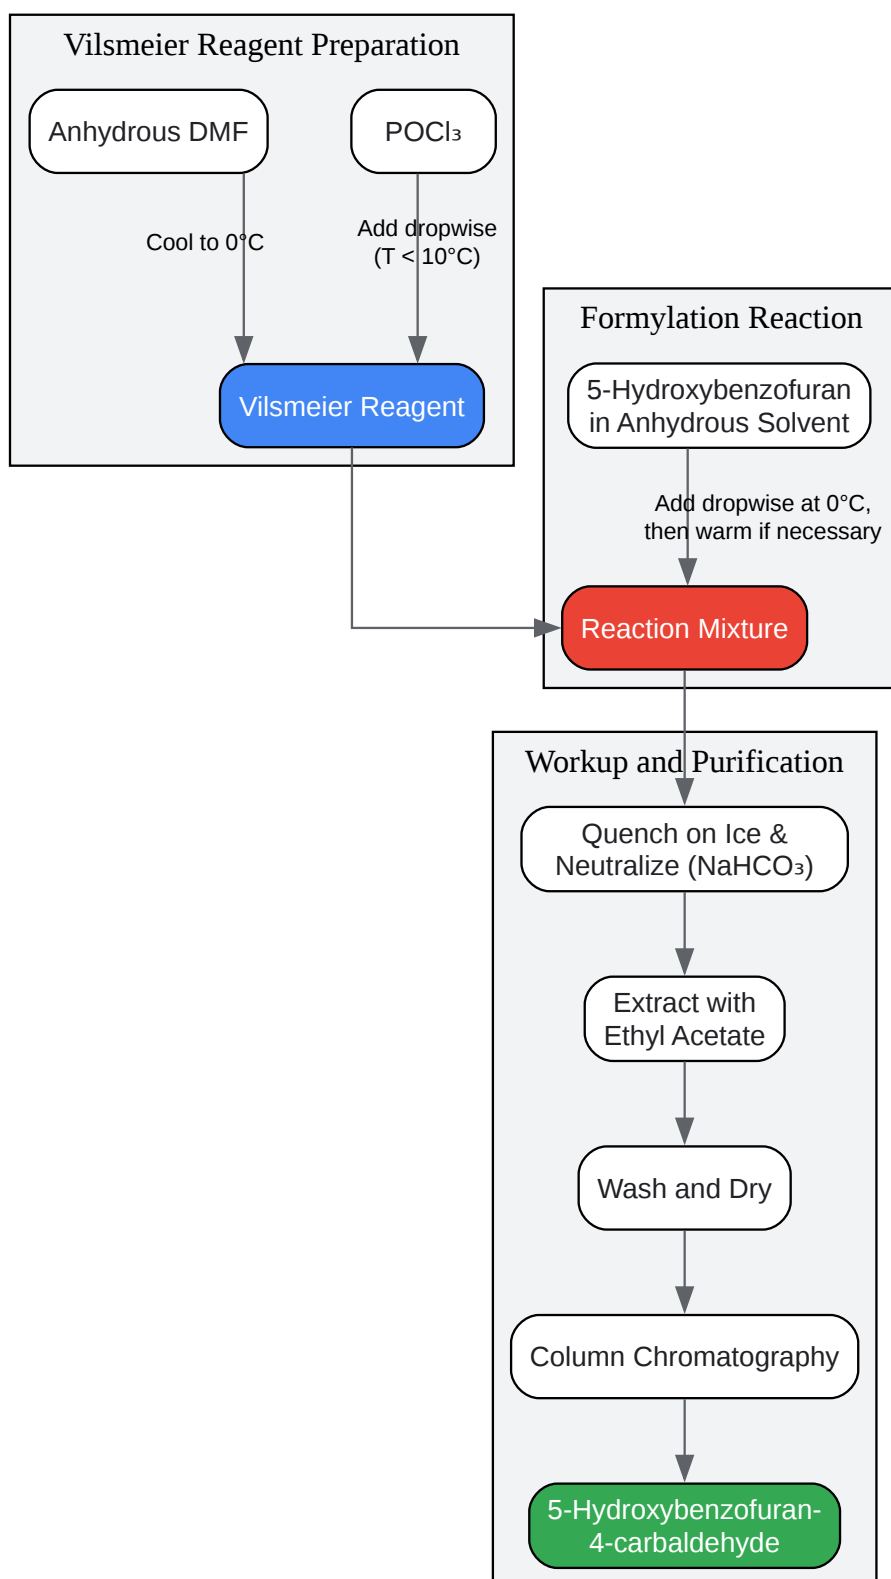 Vilsmeier Reagent Preparation
Anhydrous DMF
POCl₃
Cool to 0°C
Add dropwise
(T < 10°C)
Vilsmeier Reagent
Formylation Reaction
5-Hydroxybenzofuran
in Anhydrous Solvent
Add dropwise at 0°C,
then warm if necessary
Reaction Mixture
Workup and Purification
Quench on Ice &
Neutralize (NaHCO₃)
Extract with
Ethyl Acetate
Wash and Dry
Column Chromatography
5-Hydroxybenzofuran-
4-carbaldehyde